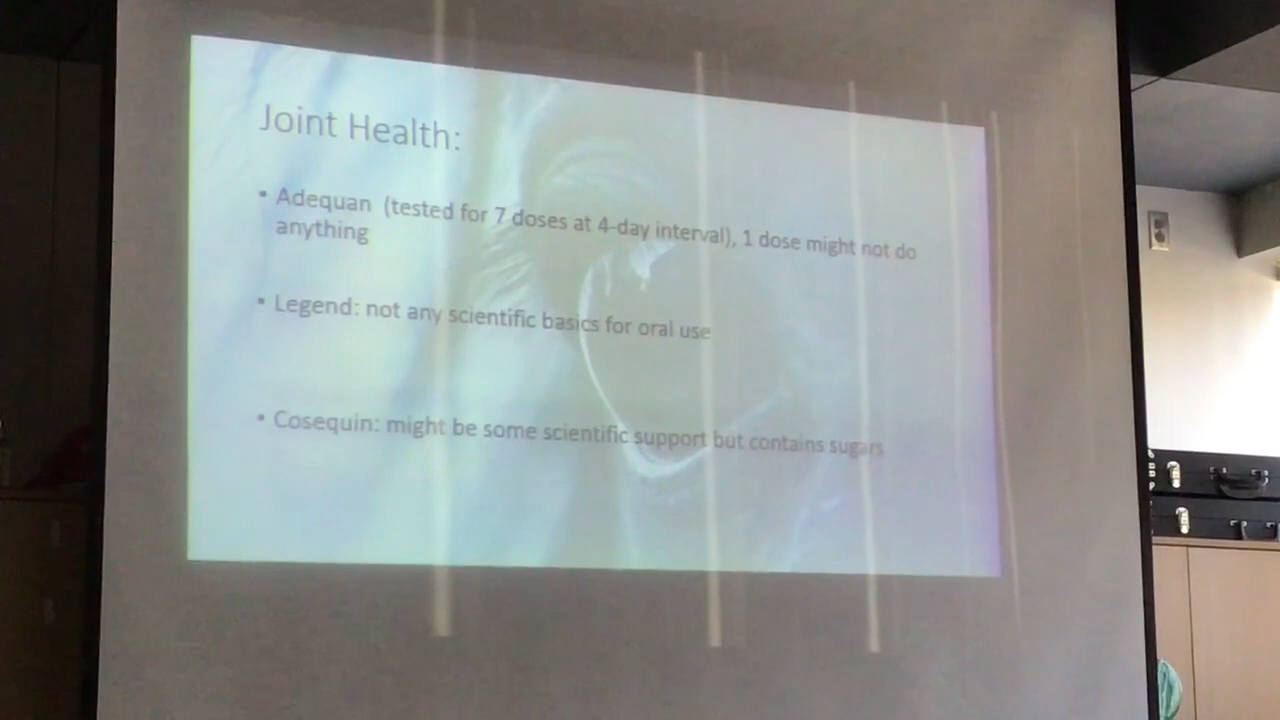 Joint Health:
• Adequan (tested for 7 doses at 4-day interval), 1 dose might not do
anything
• Legend: not any scientific basics for oral use
• Cosequin: might be some scientific support but contains sugars